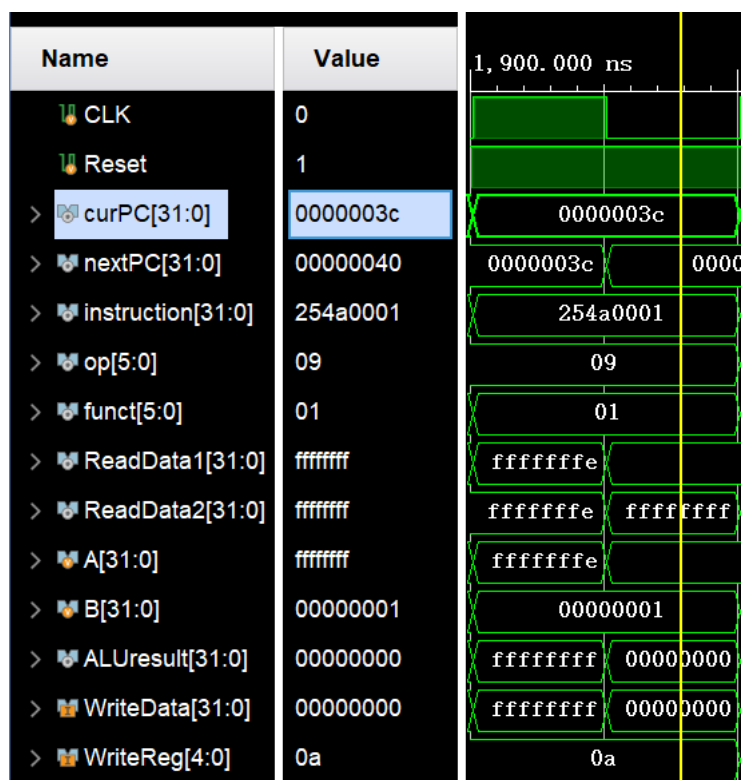 Name Value 1,900.000 ns
CLK 0
Reset 1
curPC[31:0] 0000003c 0000003c
nextPC[31:0] 00000040 0000003c 0000
instruction[31:0] 254a0001 254a0001
op[5:0] 09 09
funct[5:0] 01 01
ReadData1[31:0] ffffffff fffffffe
ReadData2[31:0] ffffffff fffffffe ffffffff
A[31:0] ffffffff fffffffe
B[31:0] 00000001 00000001
ALUresult[31:0] 00000000 ffffffff 00000000
WriteData[31:0] 00000000 ffffffff 00000000
WriteReg[4:0] 0a 0a